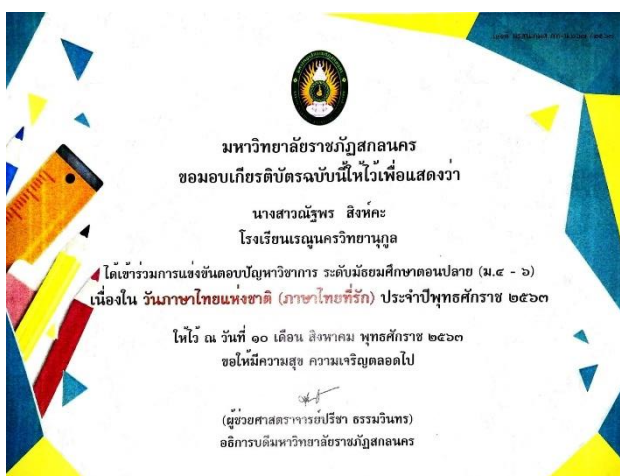 มหาวิทยาลัยราชภัฏสกลนคร
ขอมอบเกียรติบัตรฉบับนี้ให้ไว้เพื่อแสดงว่า
นางสาวณัฐพร สิงห์คะ
โรงเรียนเรณูนครวิทยานุกูล
ได้เข้าร่วมการแข่งขันตอบปัญหาวิชาการ ระดับมัธยมศึกษาตอนปลาย (ม.๔ - ๖)
เนื่องใน วันภาษาไทยแห่งชาติ (ภาษาไทยที่รัก) ประจำปีพุทธศักราช ๒๕๖๓
ให้ไว้ ณ วันที่ ๑๐ เดือน สิงหาคม พุทธศักราช ๒๕๖๓
ขอให้มีความสุข ความเจริญตลอดไป
(ผู้ช่วยศาสตราจารย์ปรีชา ธรรมวินทร)
อธิการบดีมหาวิทยาลัยราชภัฏสกลนคร